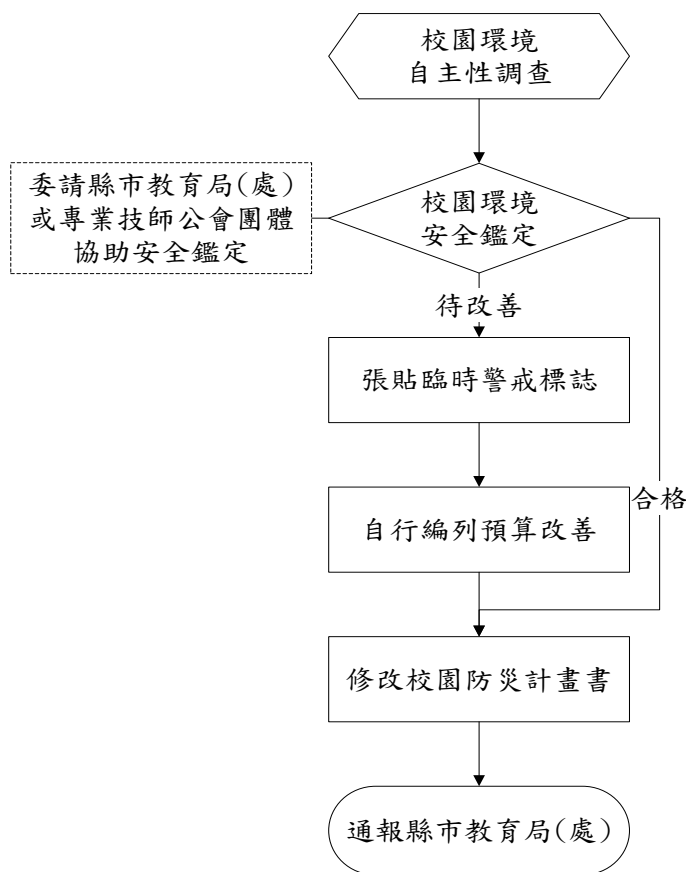 校園環境
自主性調查
委請縣市教育局(處)
或專業技師公會團體
協助安全鑑定
校園環境
安全鑑定
待改善
張貼臨時警戒標誌
合格
自行編列預算改善
修改校園防災計畫書
通報縣市教育局(處)